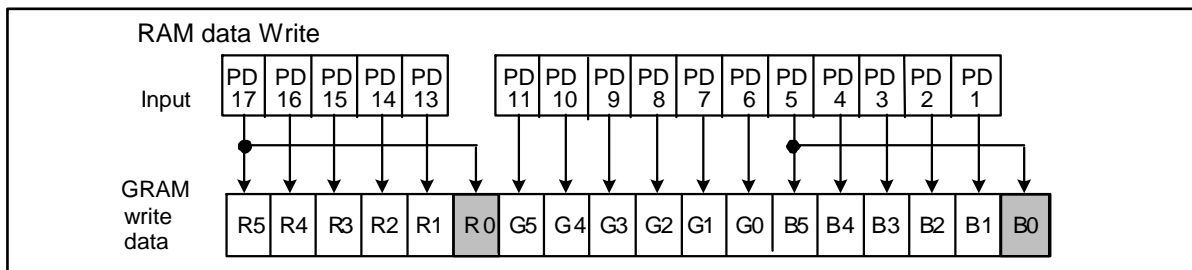 RAM data Write
Input
PD 17 PD 16 PD 15 PD 14 PD 13 PD 11 PD 10 PD 9 PD 8 PD 7 PD 6 PD 5 PD 4 PD 3 PD 2 PD 1
GRAM
write
data
R5 R4 R3 R2 R1 R0 G5 G4 G3 G2 G1 G0 B5 B4 B3 B2 B1 B0